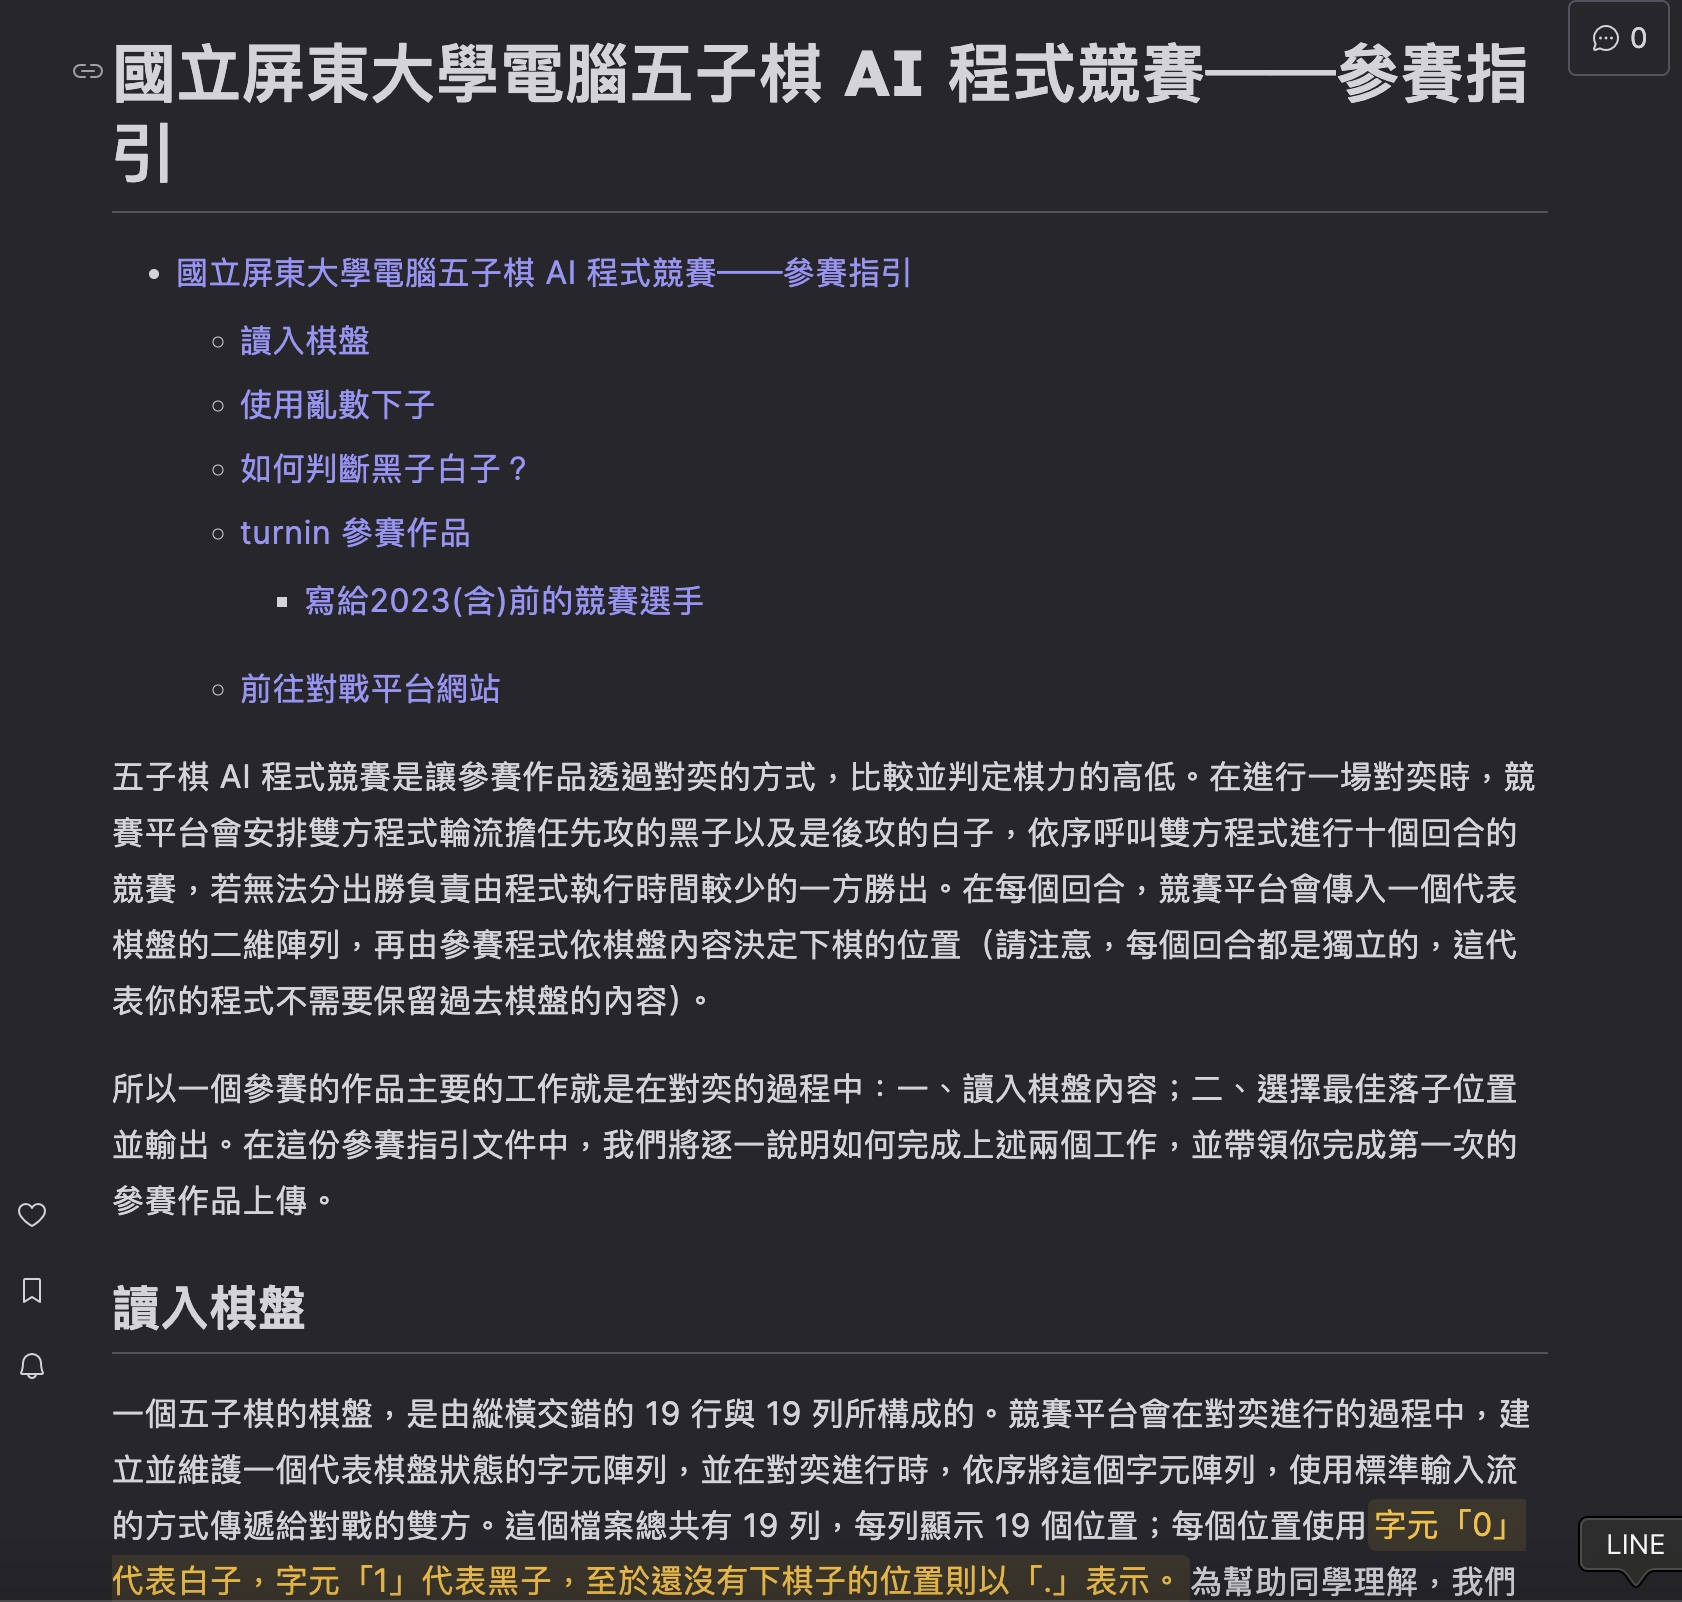 國立屏東大學電腦五子棋 AI 程式競賽——參賽指
引
0
國立屏東大學電腦五子棋 AI 程式競賽——參賽指引
讀入棋盤
使用亂數下子
如何判斷黑子白子？
turnin 參賽作品
寫給2023(含)前的競賽選手
前往對戰平台網站
五子棋 AI 程式競賽是讓參賽作品透過對奕的方式，比較並判定棋力的高低。在進行一場對奕時，競
賽平台會安排雙方程式輪流擔任先攻的黑子以及是後攻的白子，依序呼叫雙方程式進行十個回合的
競賽，若無法分出勝負責由程式執行時間較少的一方勝出。在每個回合，競賽平台會傳入一個代表
棋盤的二維陣列，再由參賽程式依棋盤內容決定下棋的位置（請注意，每個回合都是獨立的，這代
表你的程式不需要保留過去棋盤的內容）。
所以一個參賽的作品主要的工作就是在對奕的過程中：一、讀入棋盤內容；二、選擇最佳落子位置
並輸出。在這份參賽指引文件中，我們將逐一說明如何完成上述兩個工作，並帶領你完成第一次的
參賽作品上傳。
讀入棋盤
一個五子棋的棋盤，是由縱橫交錯的 19 行與 19 列所構成的。競賽平台會在對奕進行的過程中，建
立並維護一個代表棋盤狀態的字元陣列，並在對奕進行時，依序將這個字元陣列，使用標準輸入流
的方式傳遞給對戰的雙方。這個檔案總共有 19 列，每列顯示 19 個位置；每個位置使用字元「0」
代表白子，字元「1」代表黑子，至於還沒有下棋子的位置則以「.」表示。為幫助同學理解，我們
LINE